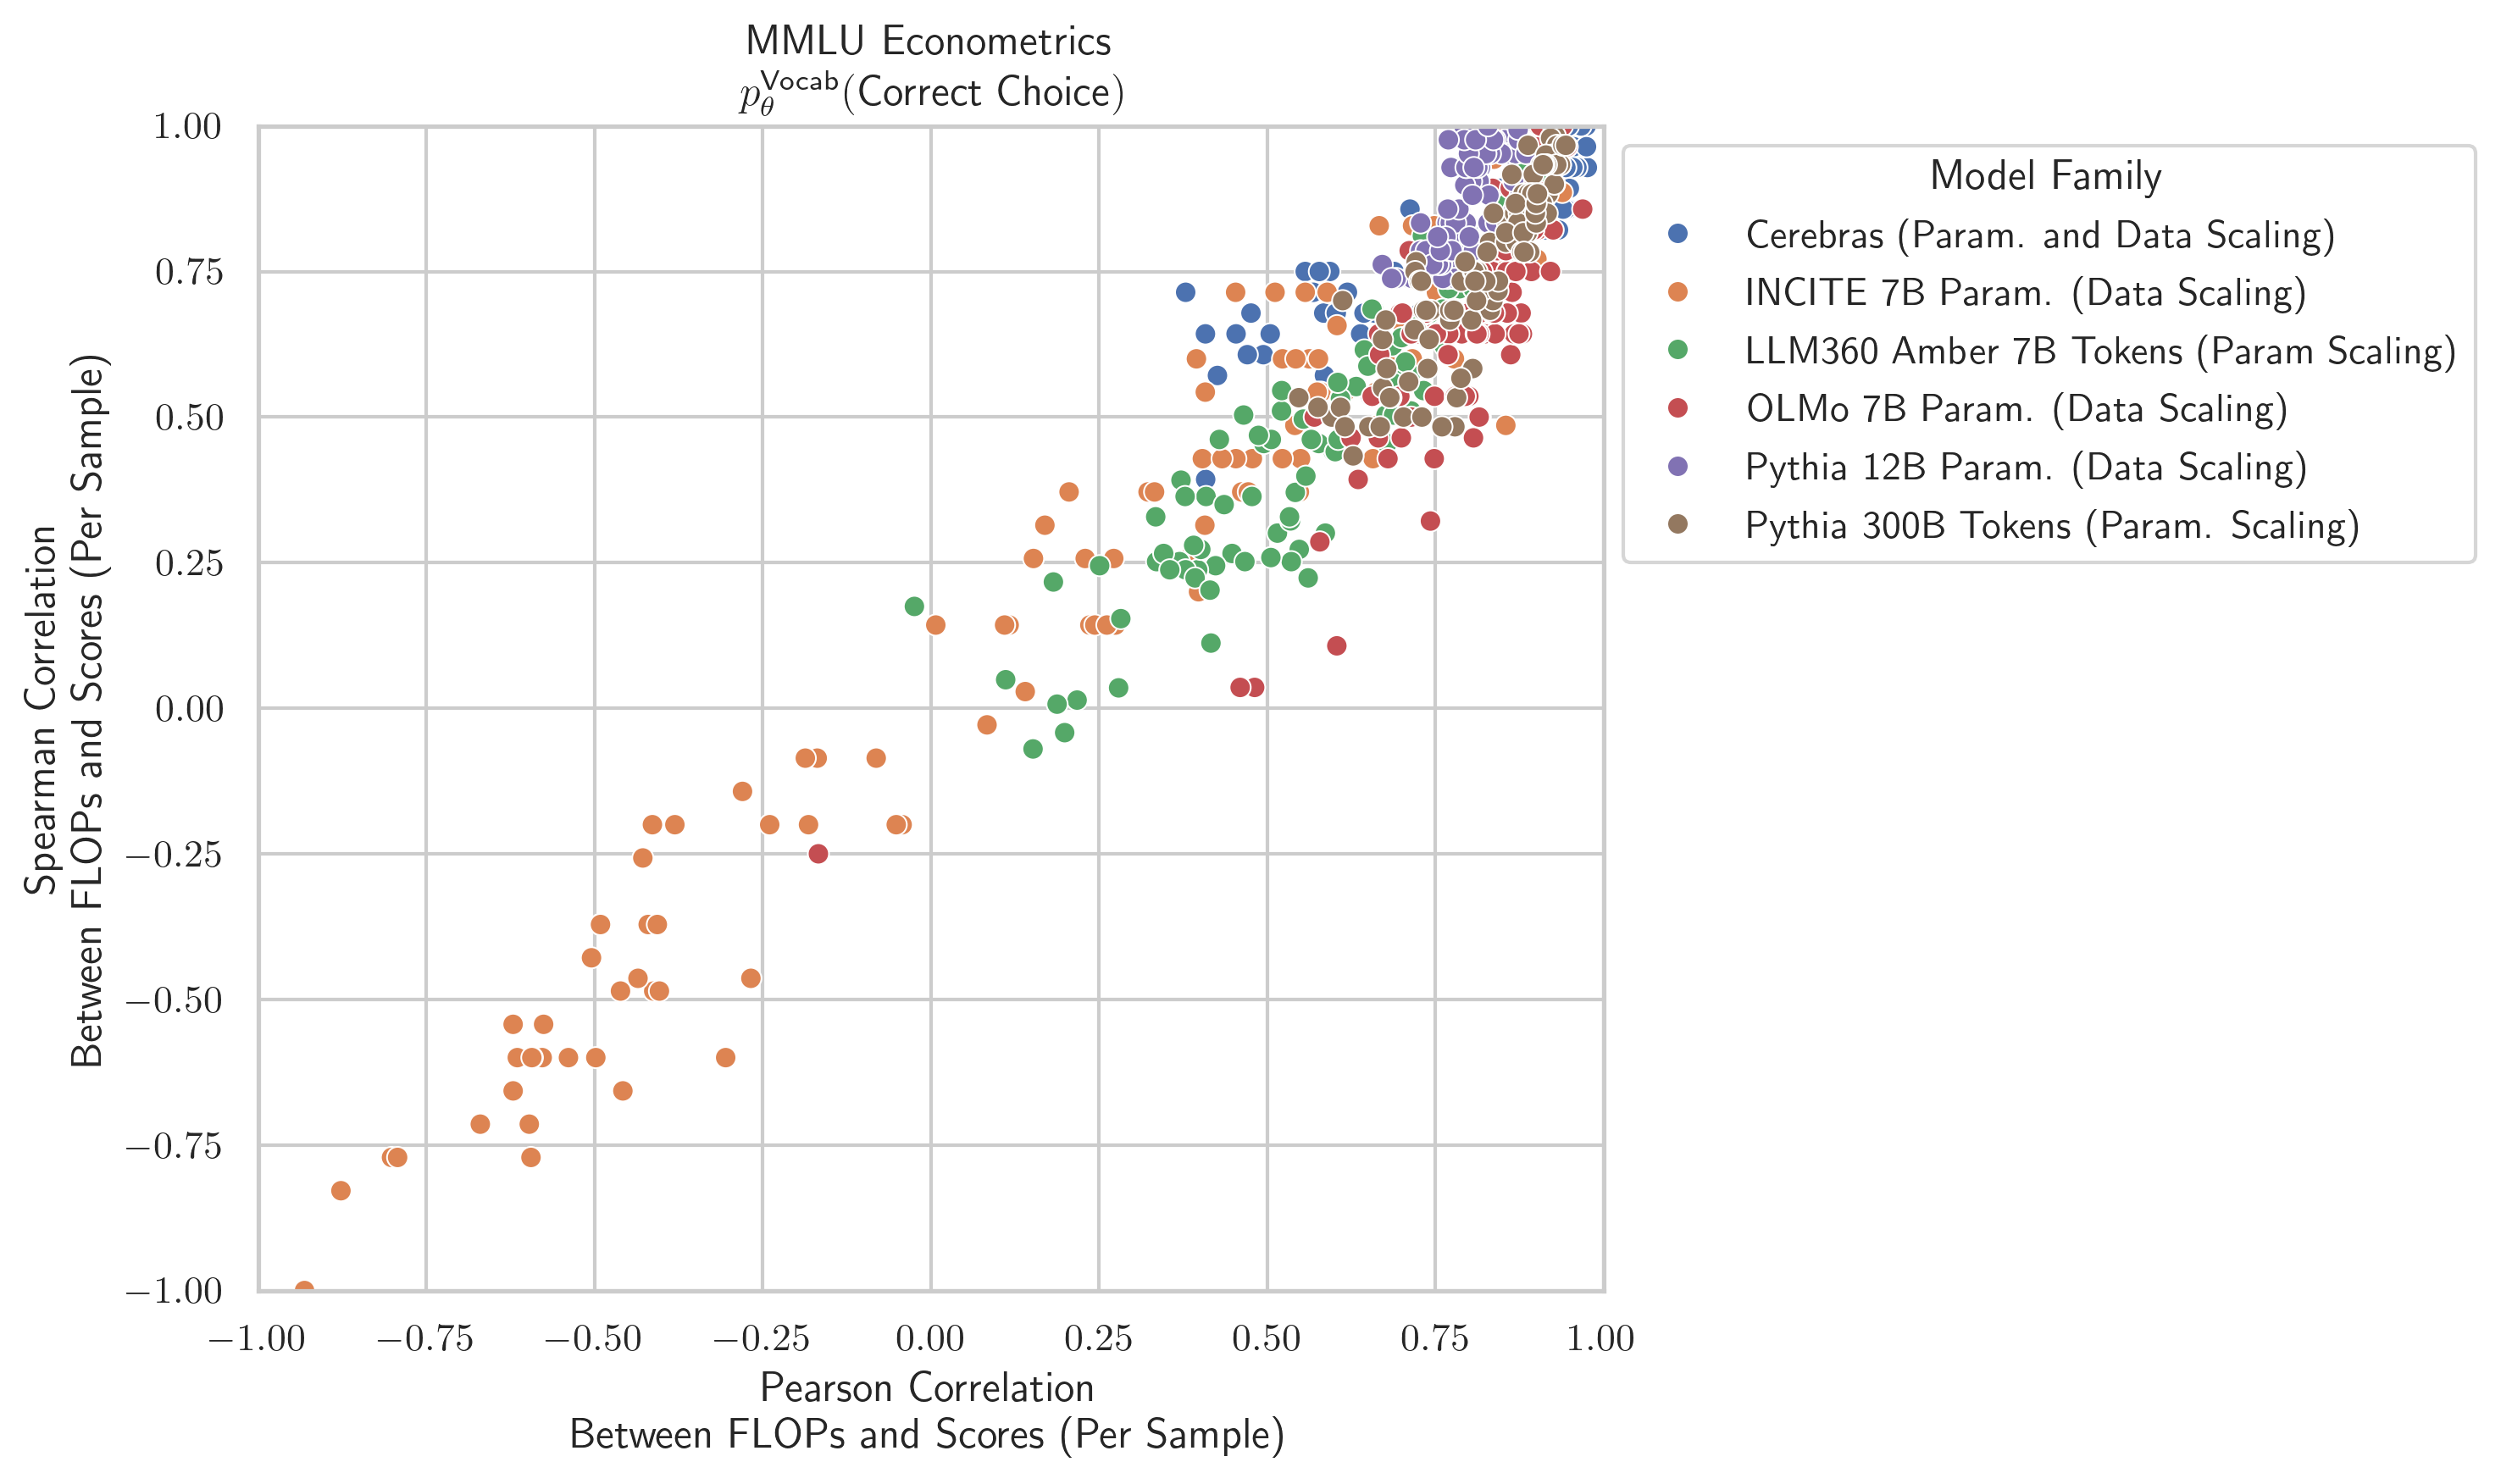 MMLU Econometrics
p_θ^Vocab(Correct Choice)
1.00
0.75
0.50
0.25
0.00
−0.25
−0.50
−0.75
−1.00
Spearman Correlation
Between FLOPs and Scores (Per Sample)
−1.00 −0.75 −0.50 −0.25 0.00 0.25 0.50 0.75 1.00
Pearson Correlation
Between FLOPs and Scores (Per Sample)
Model Family
Cerebras (Param. and Data Scaling)
INCITE 7B Param. (Data Scaling)
LLM360 Amber 7B Tokens (Param Scaling)
OLMo 7B Param. (Data Scaling)
Pythia 12B Param. (Data Scaling)
Pythia 300B Tokens (Param. Scaling)